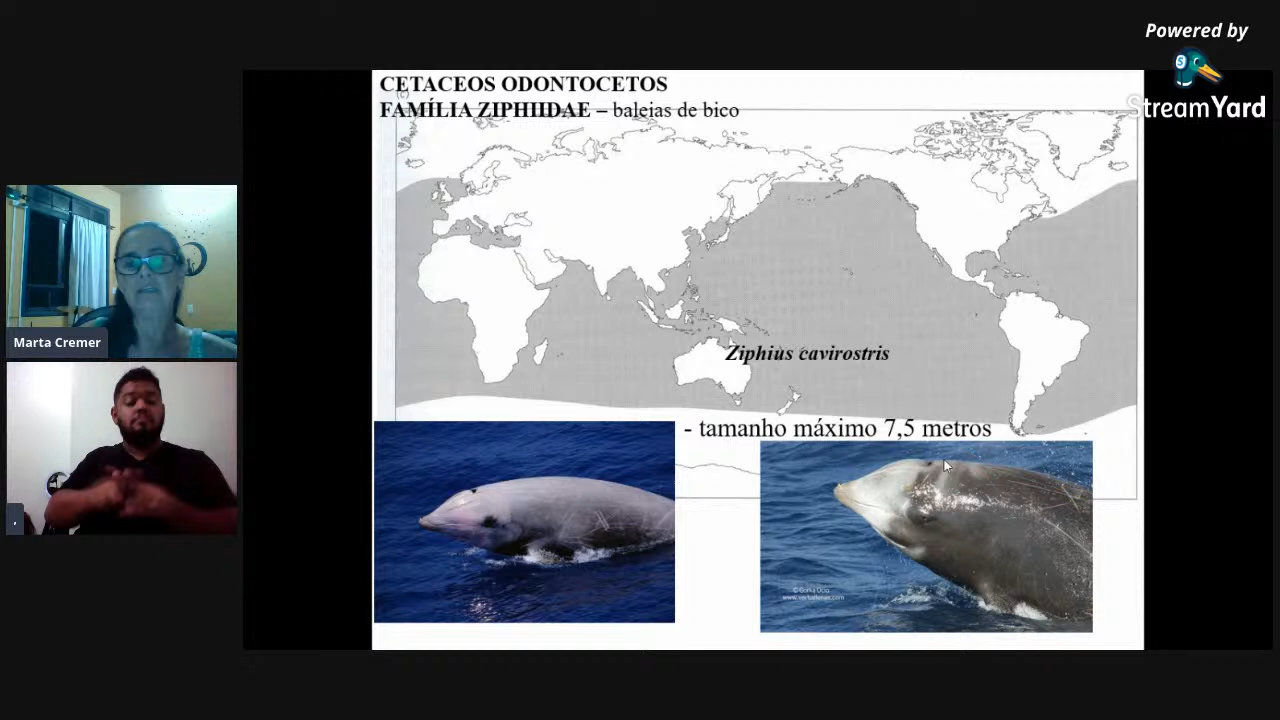 Powered by
StreamYard
CETACEOS ODONTOCETOS
FAMÍLIA ZIPHIIDAE – baleias de bico
Ziphius cavirostris
- tamanho máximo 7,5 metros
Marta Cremer
,